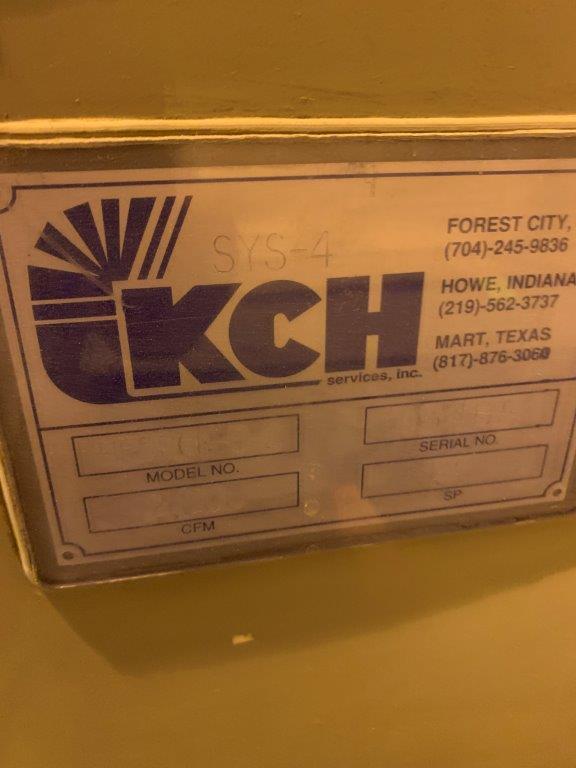 SYS-4
KCH
services, inc.
FOREST CITY,
(704)-245-9836
HOWE, INDIANA
(219)-562-3737
MART, TEXAS
(817)-876-3060
MODEL NO.
SERIAL NO.
CFM
SP